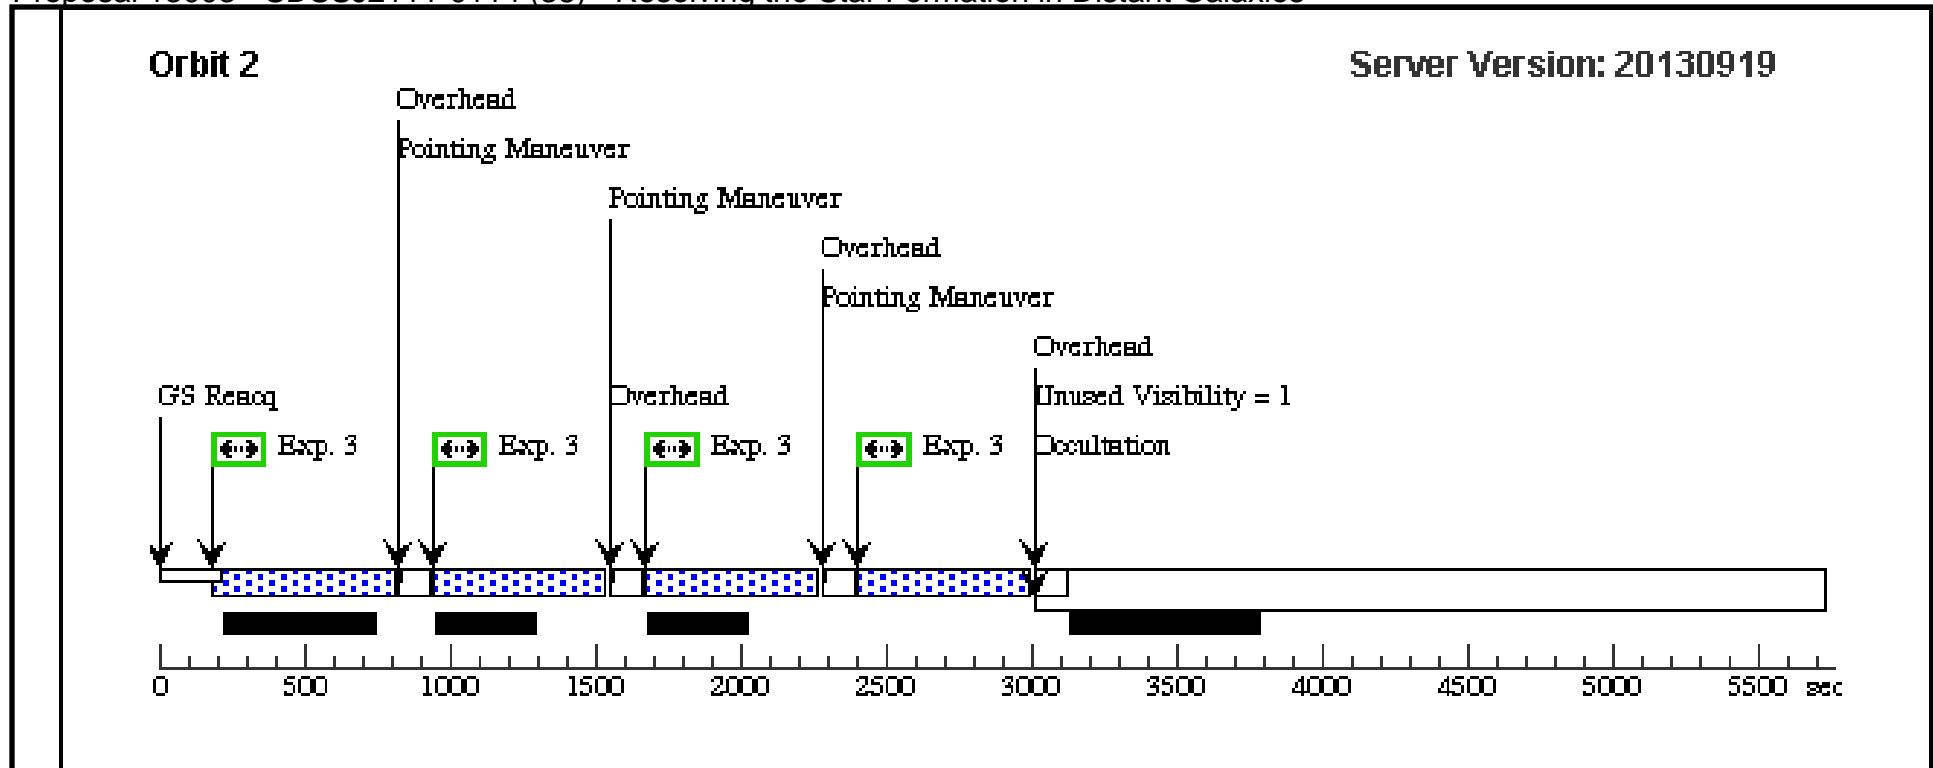 Orbit 2
Server Version: 20130919
Overhead
Pointing Maneuver
Pointing Maneuver
Overhead
Pointing Maneuver
Overhead
GS Reacq
Overhead
Unused Visibility = 1
Exp. 3
Exp. 3
Exp. 3
Exp. 3
Occultation
0 500 1000 1500 2000 2500 3000 3500 4000 4500 5000 5500 sec